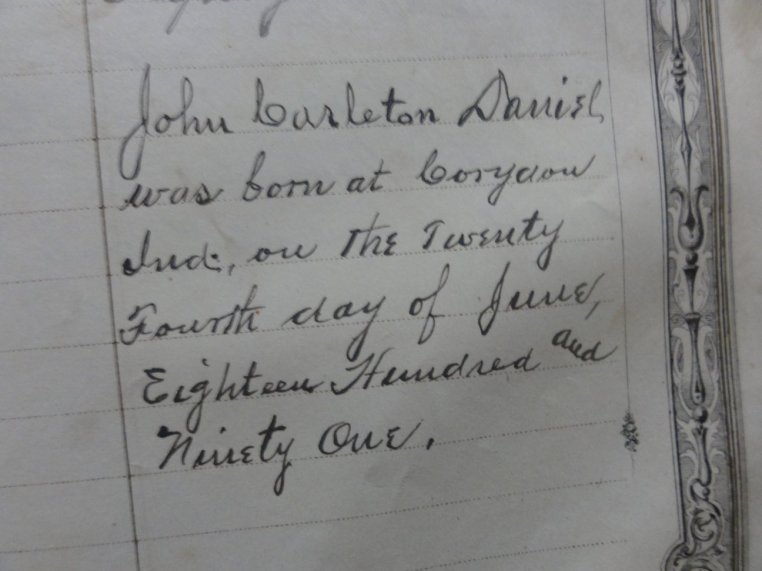 John Carleton Daniel,
was born at Corydon
Ind., on The Twenty
Fourth day of June,
Eighteen Hundred and
Ninety One.